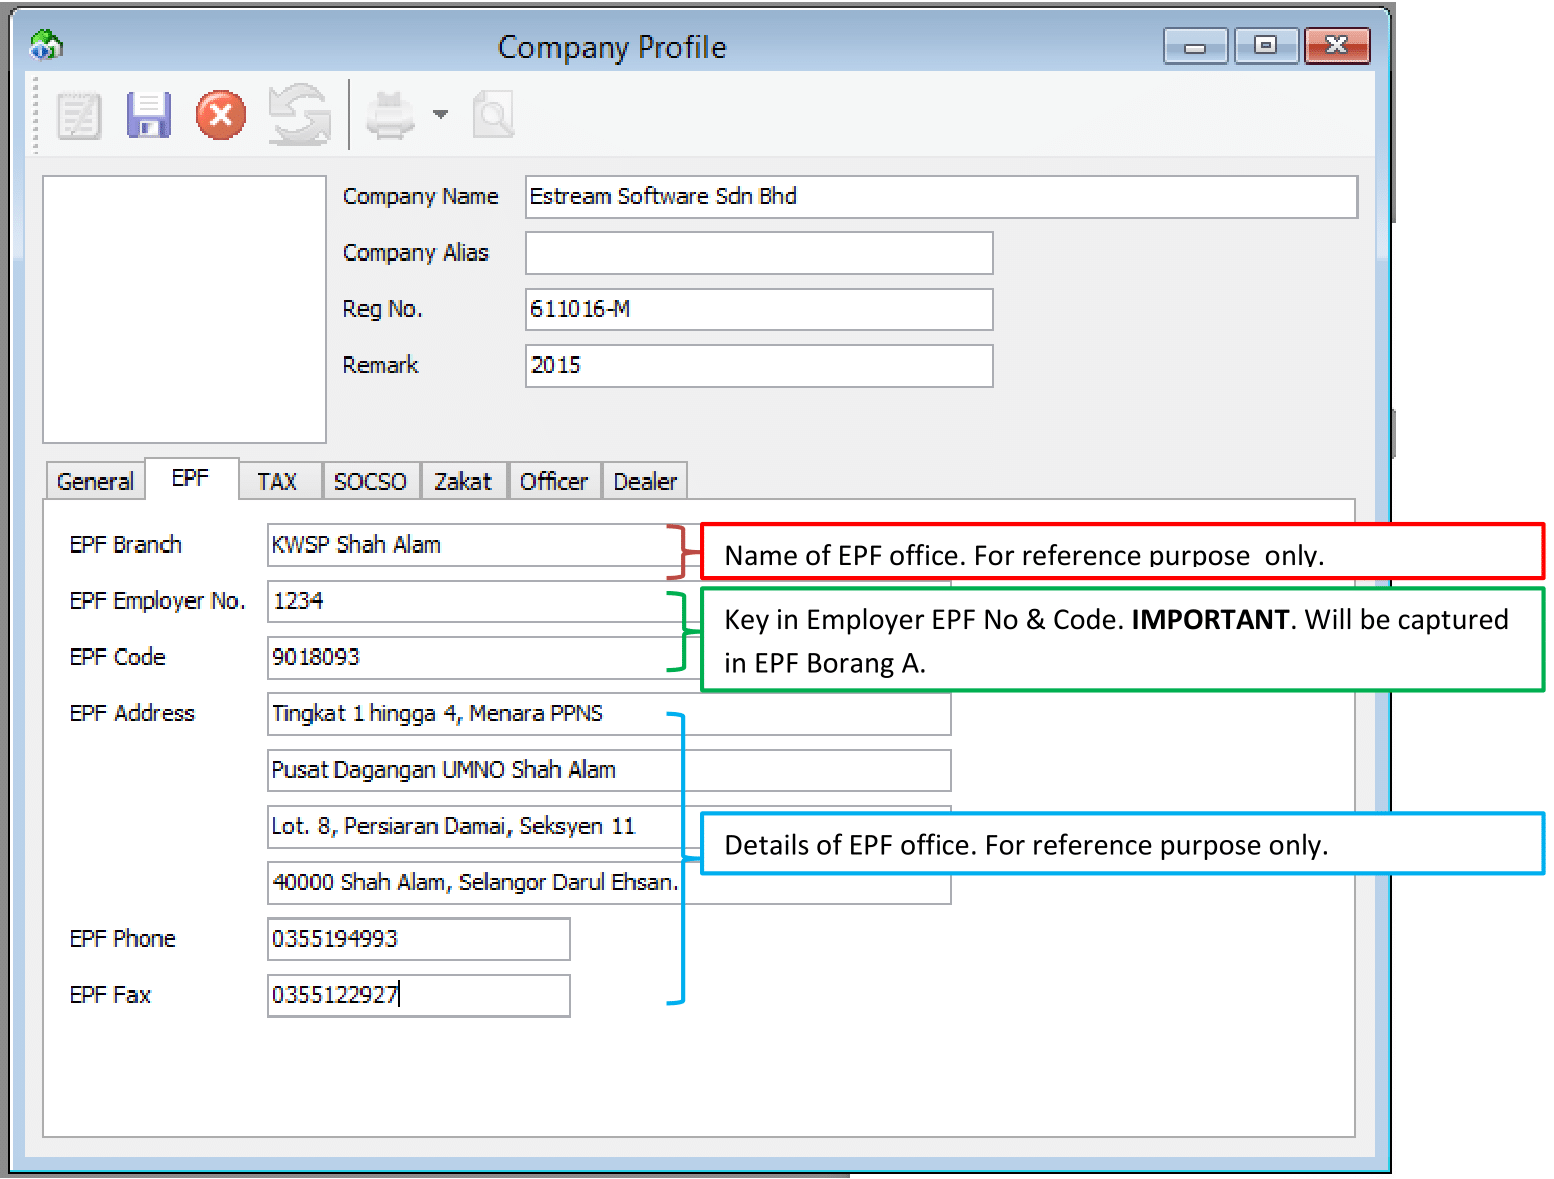 Company Profile
Company Name Estream Software Sdn Bhd
Company Alias
Reg No. 611016-M
Remark 2015
General EPF TAX SOCSO Zakat Officer Dealer
EPF Branch KWSP Shah Alam
Name of EPF office. For reference purpose only.
EPF Employer No. 1234
Key in Employer EPF No & Code. IMPORTANT. Will be captured
in EPF Borang A.
EPF Code 9018093
EPF Address Tingkat 1 hingga 4, Menara PPNS
Pusat Dagangan UMNO Shah Alam
Lot. 8, Persiaran Damai, Seksyen 11
Details of EPF office. For reference purpose only.
40000 Shah Alam, Selangor Darul Ehsan.
EPF Phone 0355194993
EPF Fax 0355122927